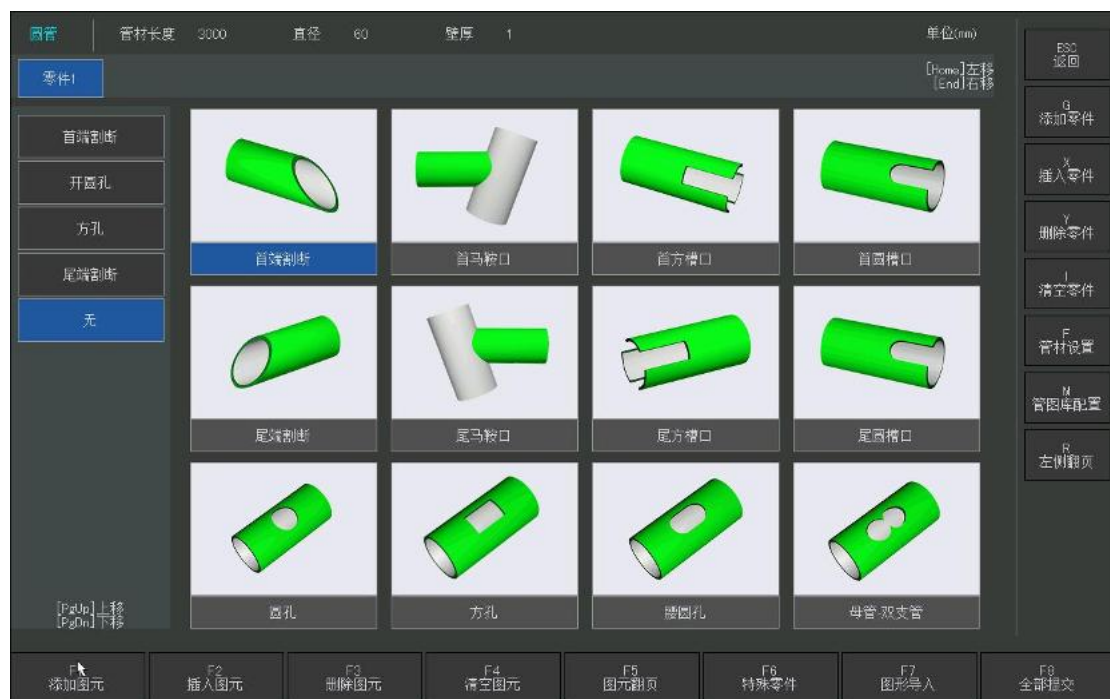 圆管 管材长度 3000 直径 60 壁厚 1 单位(mm)
零件1
[Home]左移
[End]右移
首端割断
开圆孔
方孔
尾端割断
无
[PgUp]上移
[PgDn]下移
首端割断 首马鞍口 首方槽口 首圆槽口
尾端割断 尾马鞍口 尾方槽口 尾圆槽口
圆孔 方孔 腰圆孔 母管-双支管
ESC
返回
G
添加零件
X
插入零件
Y
删除零件
I
清空零件
F
管材设置
M
管图库配置
R
左侧翻页
F
添加图元
F2
插入图元
F3
删除图元
F4
清空图元
F5
图元翻页
F6
特殊零件
F7
图形导入
F8
全部提交